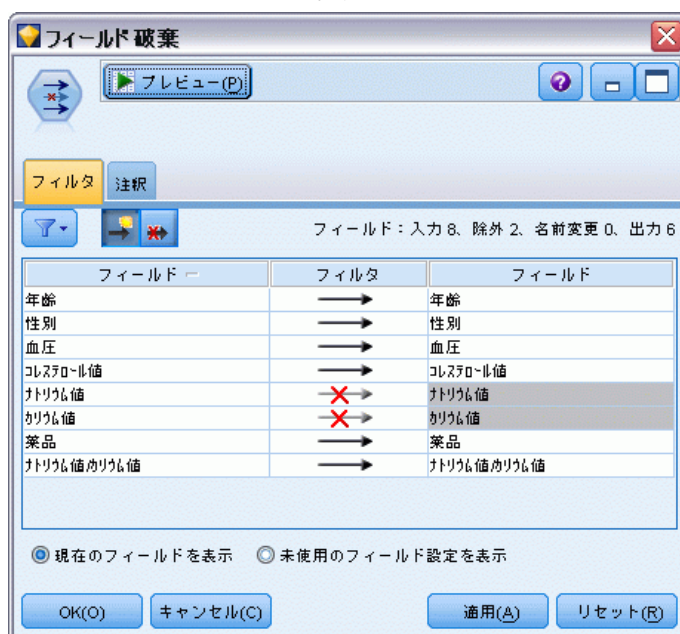 フィールド破棄
プレビュー(P)
フィルタ 注釈
フィールド：入力 8、除外 2、名前変更 0、出力 6
フィールド フィルタ フィールド
年齢 年齢
性別 性別
血圧 血圧
コレステロール値 コレステロール値
ナトリウム値 ナトリウム値
カリウム値 カリウム値
薬品 薬品
ナトリウム値カリウム値 ナトリウム値カリウム値
現在のフィールドを表示 未使用のフィールド設定を表示
OK(O) キャンセル(C) 適用(A) リセット(R)